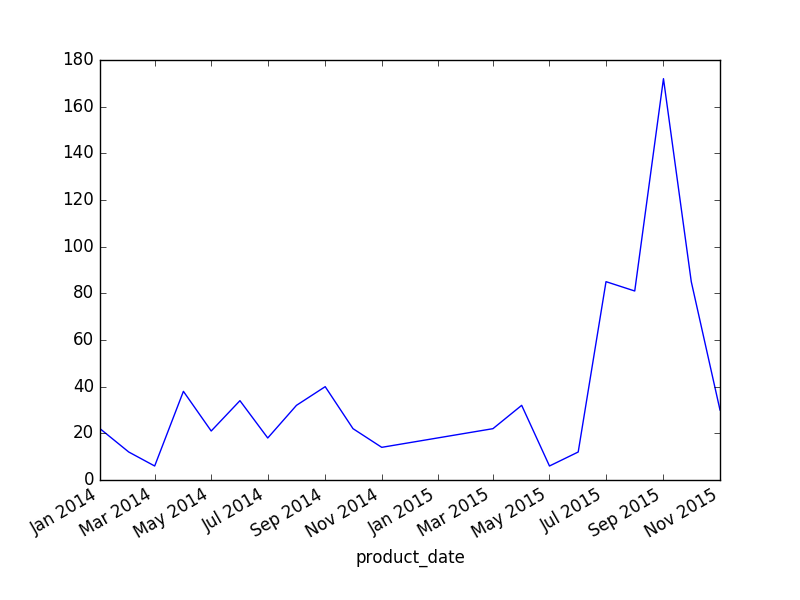 180
160
140
120
100
80
60
40
20
0
Jan 2014
Mar 2014
May 2014
Jul 2014
Sep 2014
Nov 2014
Jan 2015
Mar 2015
May 2015
Jul 2015
Sep 2015
Nov 2015
product_date